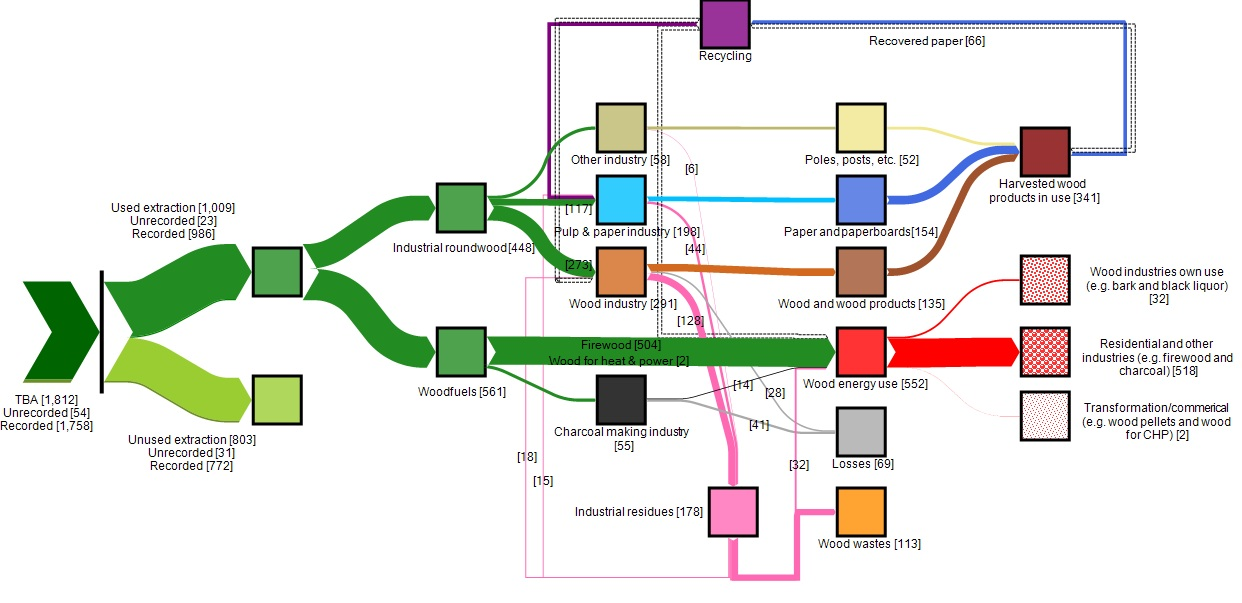 Recycling
Recovered paper [66]
Other industry [58]
Poles, posts, etc. [52]
[6]
Harvested wood
products in use [341]
Used extraction [1,009]
Unrecorded [23]
Recorded [986]
[117]
Industrial roundwood[448]
Pulp & paper industry [198]
Paper and paperboards[154]
[44]
[273]
Wood industry [291]
Wood and wood products [135]
Wood industries own use
(e.g. bark and black liquor)
[32]
[128]
Firewood [504]
Wood for heat & power [2]
Residential and other
industries (e.g. firewood and
charcoal) [518]
TBA [1,812]
Unrecorded [54]
Recorded [1,758]
Woodfuels [561]
Wood energy use [552]
[14]
[28]
Transformation/commerical
(e.g. wood pellets and wood
for CHP) [2]
Unused extraction [803]
Unrecorded [31]
Recorded [772]
Charcoal making industry
[55]
[41]
[18]
[15]
[32]
Losses [69]
Industrial residues [178]
Wood wastes [113]